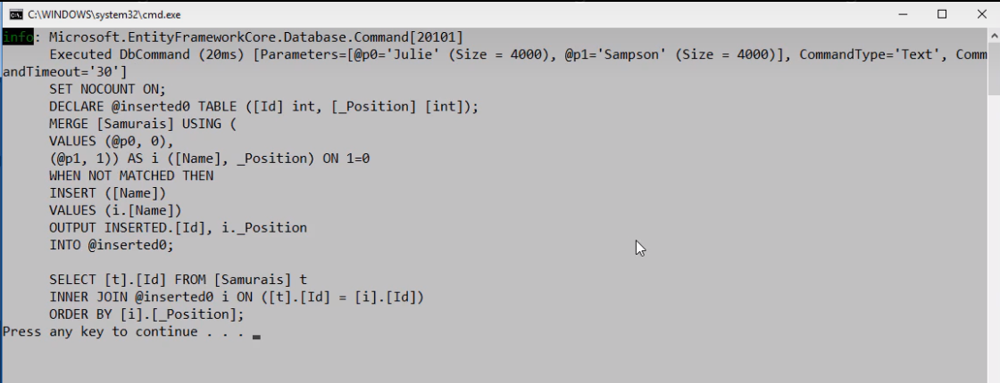 C:\WINDOWS\system32\cmd.exe
info: Microsoft.EntityFrameworkCore.Database.Command[20101]
Executed DbCommand (20ms) [Parameters=[@p0='Julie' (Size = 4000), @p1='Sampson' (Size = 4000)], CommandType='Text', Comm
andTimeout='30']
SET NOCOUNT ON;
DECLARE @inserted0 TABLE ([Id] int, [_Position] [int]);
MERGE [Samurais] USING (
VALUES (@p0, 0),
(@p1, 1)) AS i ([Name], _Position) ON 1=0
WHEN NOT MATCHED THEN
INSERT ([Name])
VALUES (i.[Name])
OUTPUT INSERTED.[Id], i._Position
INTO @inserted0;
SELECT [t].[Id] FROM [Samurais] t
INNER JOIN @inserted0 i ON ([t].[Id] = [i].[Id])
ORDER BY [i].[_Position];
Press any key to continue . . .